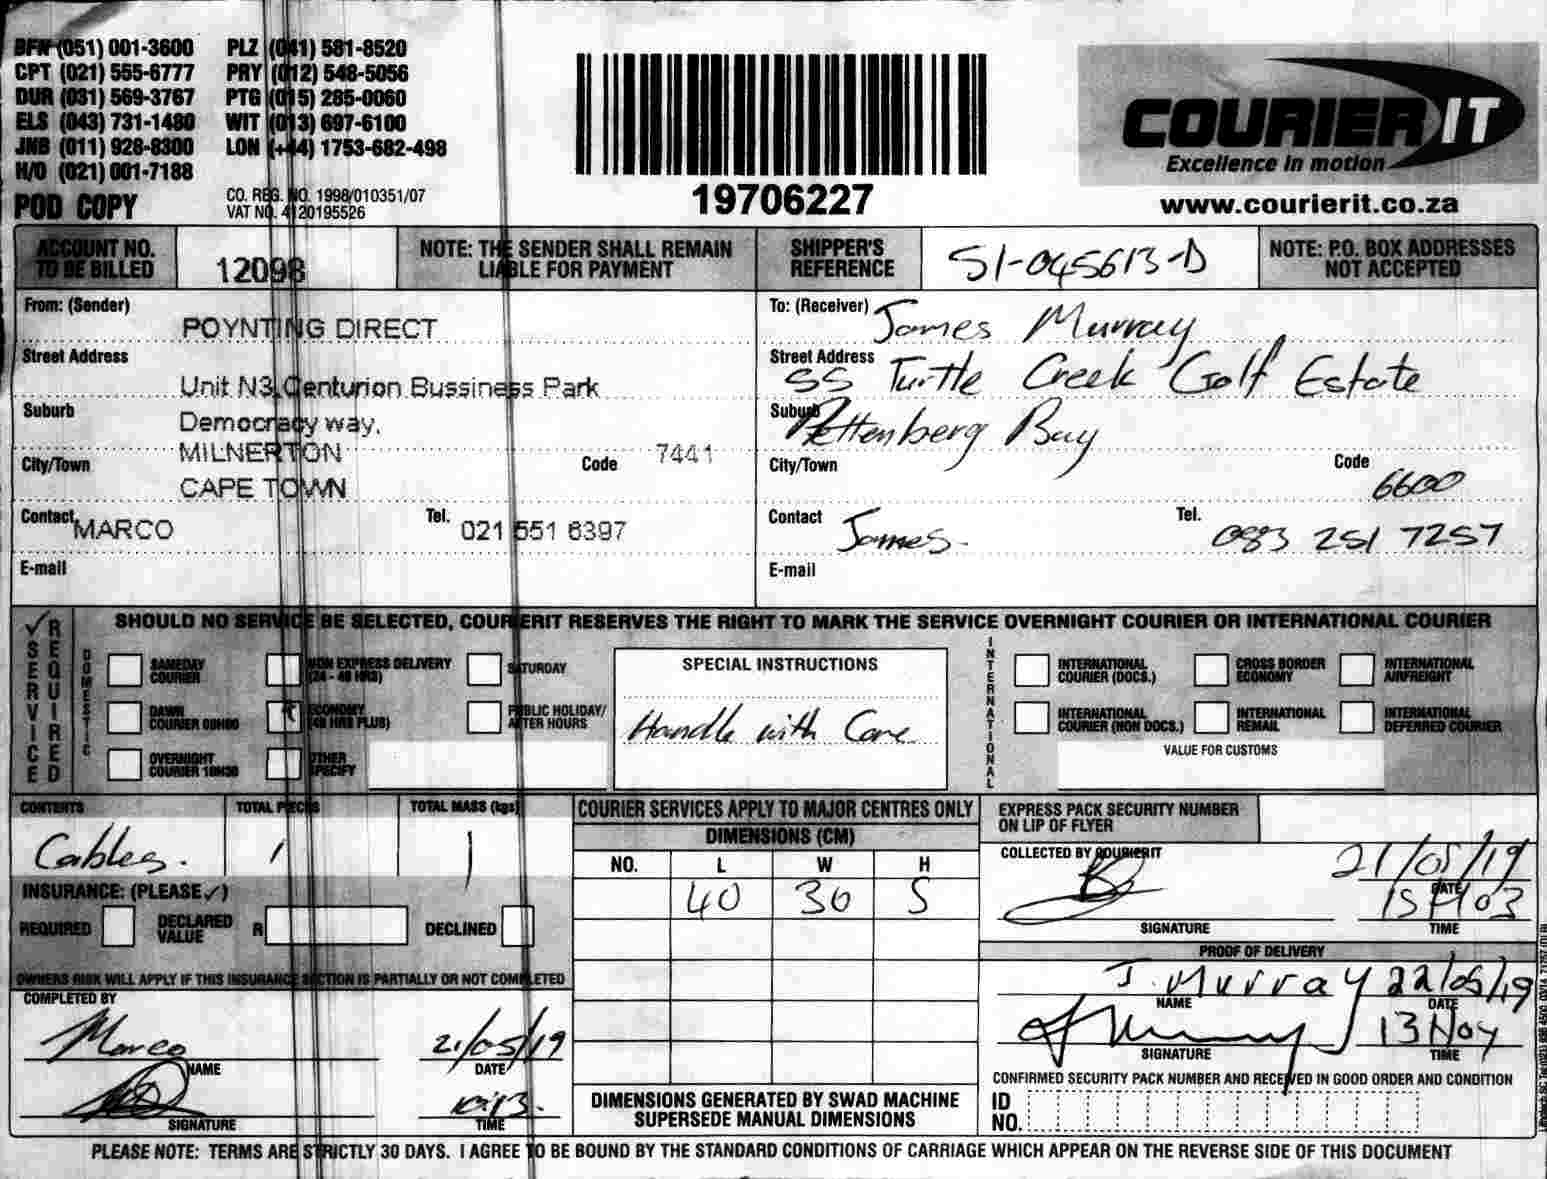 BFN (051) 001-3600 PLZ (041) 581-8520
CPT (021) 555-6777 PRY (012) 548-5056
DUR (031) 569-3767 PTG (015) 285-0060
ELS (043) 731-1480 WIT (013) 697-6100
JNB (011) 928-8300 LON (+44) 1753-682-498
H/O (021) 001-7188
POD COPY
CO. REG. NO. 1998/010351/07
VAT NO. 4120195526
19706227
COURIER IT
Excellence in motion
www.courierit.co.za
ACCOUNT NO. TO BE BILLED
12098
NOTE: THE SENDER SHALL REMAIN LIABLE FOR PAYMENT
SHIPPER'S REFERENCE
S1-045613-D
NOTE: P.O. BOX ADDRESSES NOT ACCEPTED
From: (Sender)
POYNTING DIRECT
Street Address
Unit N3, Centurion Bussiness Park
Suburb
Democracy way,
MILNERTON
City/Town
Code 7441
CAPE TOWN
Contact MARCO Tel. 021 551 6397
E-mail
To: (Receiver) James Murray
Street Address
SS Turtle Creek Golf Estate
Suburb
Plettenberg Bay
City/Town
Code 6600
Contact James. Tel. 083 251 7257
E-mail
✓ SERVICE REQUIRED
SHOULD NO SERVICE BE SELECTED, COURIERIT RESERVES THE RIGHT TO MARK THE SERVICE OVERNIGHT COURIER OR INTERNATIONAL COURIER
DOMESTIC
SAMEDAY COURIER
NON EXPRESS DELIVERY (24 - 48 HRS)
SATURDAY
DAWN COURIER 08H00
ECONOMY (48 HRS PLUS)
PUBLIC HOLIDAY/ AFTER HOURS
OVERNIGHT COURIER 10H30
OTHER SPECIFY
SPECIAL INSTRUCTIONS
Handle with Care
INTERNATIONAL
INTERNATIONAL COURIER (DOCS.)
CROSS BORDER ECONOMY
INTERNATIONAL AIRFREIGHT
INTERNATIONAL COURIER (NON DOCS.)
INTERNATIONAL REMAIL
INTERNATIONAL DEFERRED COURIER
VALUE FOR CUSTOMS
CONTENTS TOTAL PIECES TOTAL MASS (kgs)
Cables. 1 1
INSURANCE: (PLEASE ✓)
REQUIRED DECLARED VALUE R DECLINED
OWNERS RISK WILL APPLY IF THIS INSURANCE SECTION IS PARTIALLY OR NOT COMPLETED
COMPLETED BY
Marco 21/05/19
NAME DATE
SIGNATURE TIME
COURIER SERVICES APPLY TO MAJOR CENTRES ONLY
DIMENSIONS (CM)
NO. L W H
40 30 5
DIMENSIONS GENERATED BY SWAD MACHINE SUPERSEDE MANUAL DIMENSIONS
EXPRESS PACK SECURITY NUMBER ON LIP OF FLYER
COLLECTED BY COURIERIT
21/05/19
DATE
15H03
SIGNATURE TIME
PROOF OF DELIVERY
J. Murray 22/05/19
NAME DATE
13H04
SIGNATURE TIME
CONFIRMED SECURITY PACK NUMBER AND RECEIVED IN GOOD ORDER AND CONDITION
ID NO.
PLEASE NOTE: TERMS ARE STRICTLY 30 DAYS. I AGREE TO BE BOUND BY THE STANDARD CONDITIONS OF CARRIAGE WHICH APPEAR ON THE REVERSE SIDE OF THIS DOCUMENT